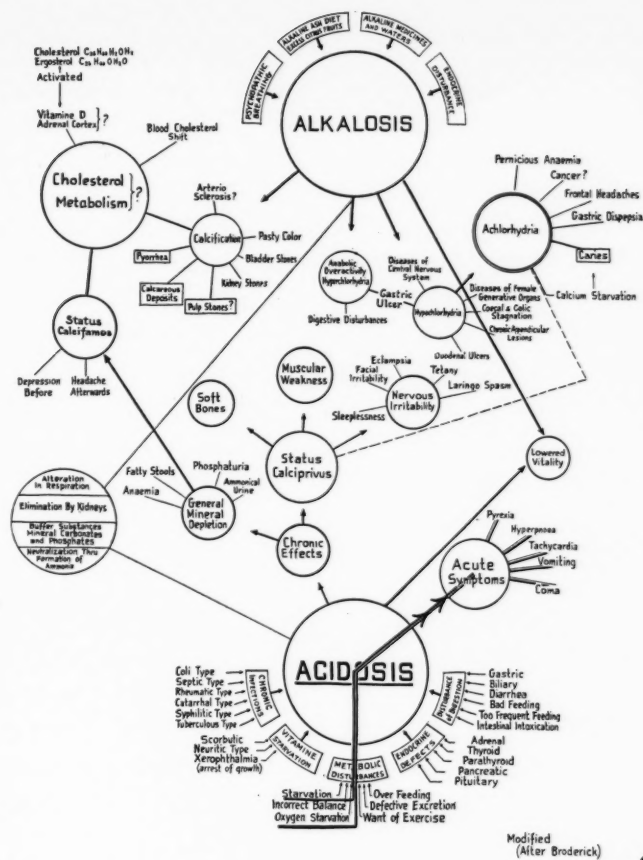 ALKALINE ASH DIET
EXCESS CITRUS FRUITS
ALKALINE MEDICINES
AND WATERS
PSYCHOPATHIC
BREATHING
ENDOCRINE
DISTURBANCE
ALKALOSIS
Cholesterol
Ergosterol
Activated
Vitamine D
Adrenal Cortex }?
Blood Cholesterol
Shift
Cholesterol
Metabolism }?
Arterio
Sclerosis?
Calcification
Pasty Color
Bladder Stones
Kidney Stones
Pyorrhea
Calcareous
Deposits
Pulp Stones?
Pernicious Anaemia
Cancer?
Frontal Headaches
Achlorhydria
Gastric Dispepsia
Caries
Calcium Starvation
Anabolic
Overactivity
Hyperchlorhydria
Digestive Disturbances
Diseases of
Central Nervous
System
Gastric
Ulcer
Hypochlorhydria
Diseases of Female
Generative Organs
Coecal & Colic
Stagnation
Chronic Apendicular
Lesions
Duodenal Ulcers
Status
Calcifames
Depression
Before
Headache
Afterwards
Muscular
Weakness
Soft
Bones
Eclampsia
Facial
Irritability
Tetany
Laringo Spasm
Nervous
Irritability
Sleeplessness
Status
Calciprivus
Lowered
Vitality
Alteration
In Respiration
Elimination By Kidneys
Buffer Substances
Mineral Carbonates
and Phosphates
Neutralization Thru
Formation of
Ammonia
Fatty Stools
Phosphaturia
Ammonical
Urine
Anaemia
General
Mineral
Depletion
Chronic
Effects
Pyrexia
Hyperpnoea
Tachycardia
Vomiting
Coma
Acute
Symptoms
ACIDOSIS
Coli Type
Septic Type
Rheumatic Type
Catarrhal Type
Syphilitic Type
Tuberculous Type
CHRONIC
INFECTIONS
Scorbutic
Neuritic Type
Xerophthalmia
(arrest of growth)
VITAMINE
STARVATION
METABOLIC
DISTURBANCES
Starvation
Incorrect Balance
Oxygen Starvation
Over Feeding
Defective Excretion
Want of Exercise
ENDOCRINE
DEFECTS
Adrenal
Thyroid
Parathyroid
Pancreatic
Pituitary
DISTURBANCE
of DIGESTION
Gastric
Biliary
Diarrhea
Bad Feeding
Too Frequent Feeding
Intestinal Intoxication
Modified
(After Broderick)